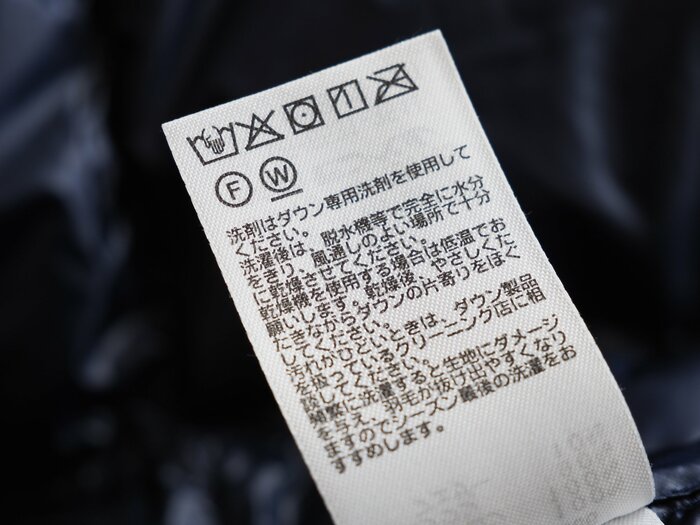 F W
洗剤はダウン専用洗剤を使用して
ください。
洗濯後は、脱水機等で完全に水分
をきり、風通しのよい場所で十分
に乾燥させてください。
乾燥機を使用する場合は低温でお
願いします。乾燥後、やさしくた
たきながらダウンの片寄りをほぐ
してください。
汚れがひどいときは、ダウン製品
を扱っているクリーニング店に相
談してください。
頻繁に洗濯すると生地にダメージ
を与え、羽毛が抜け出やすくなり
ますのでシーズン最後の洗濯をお
すすめします。